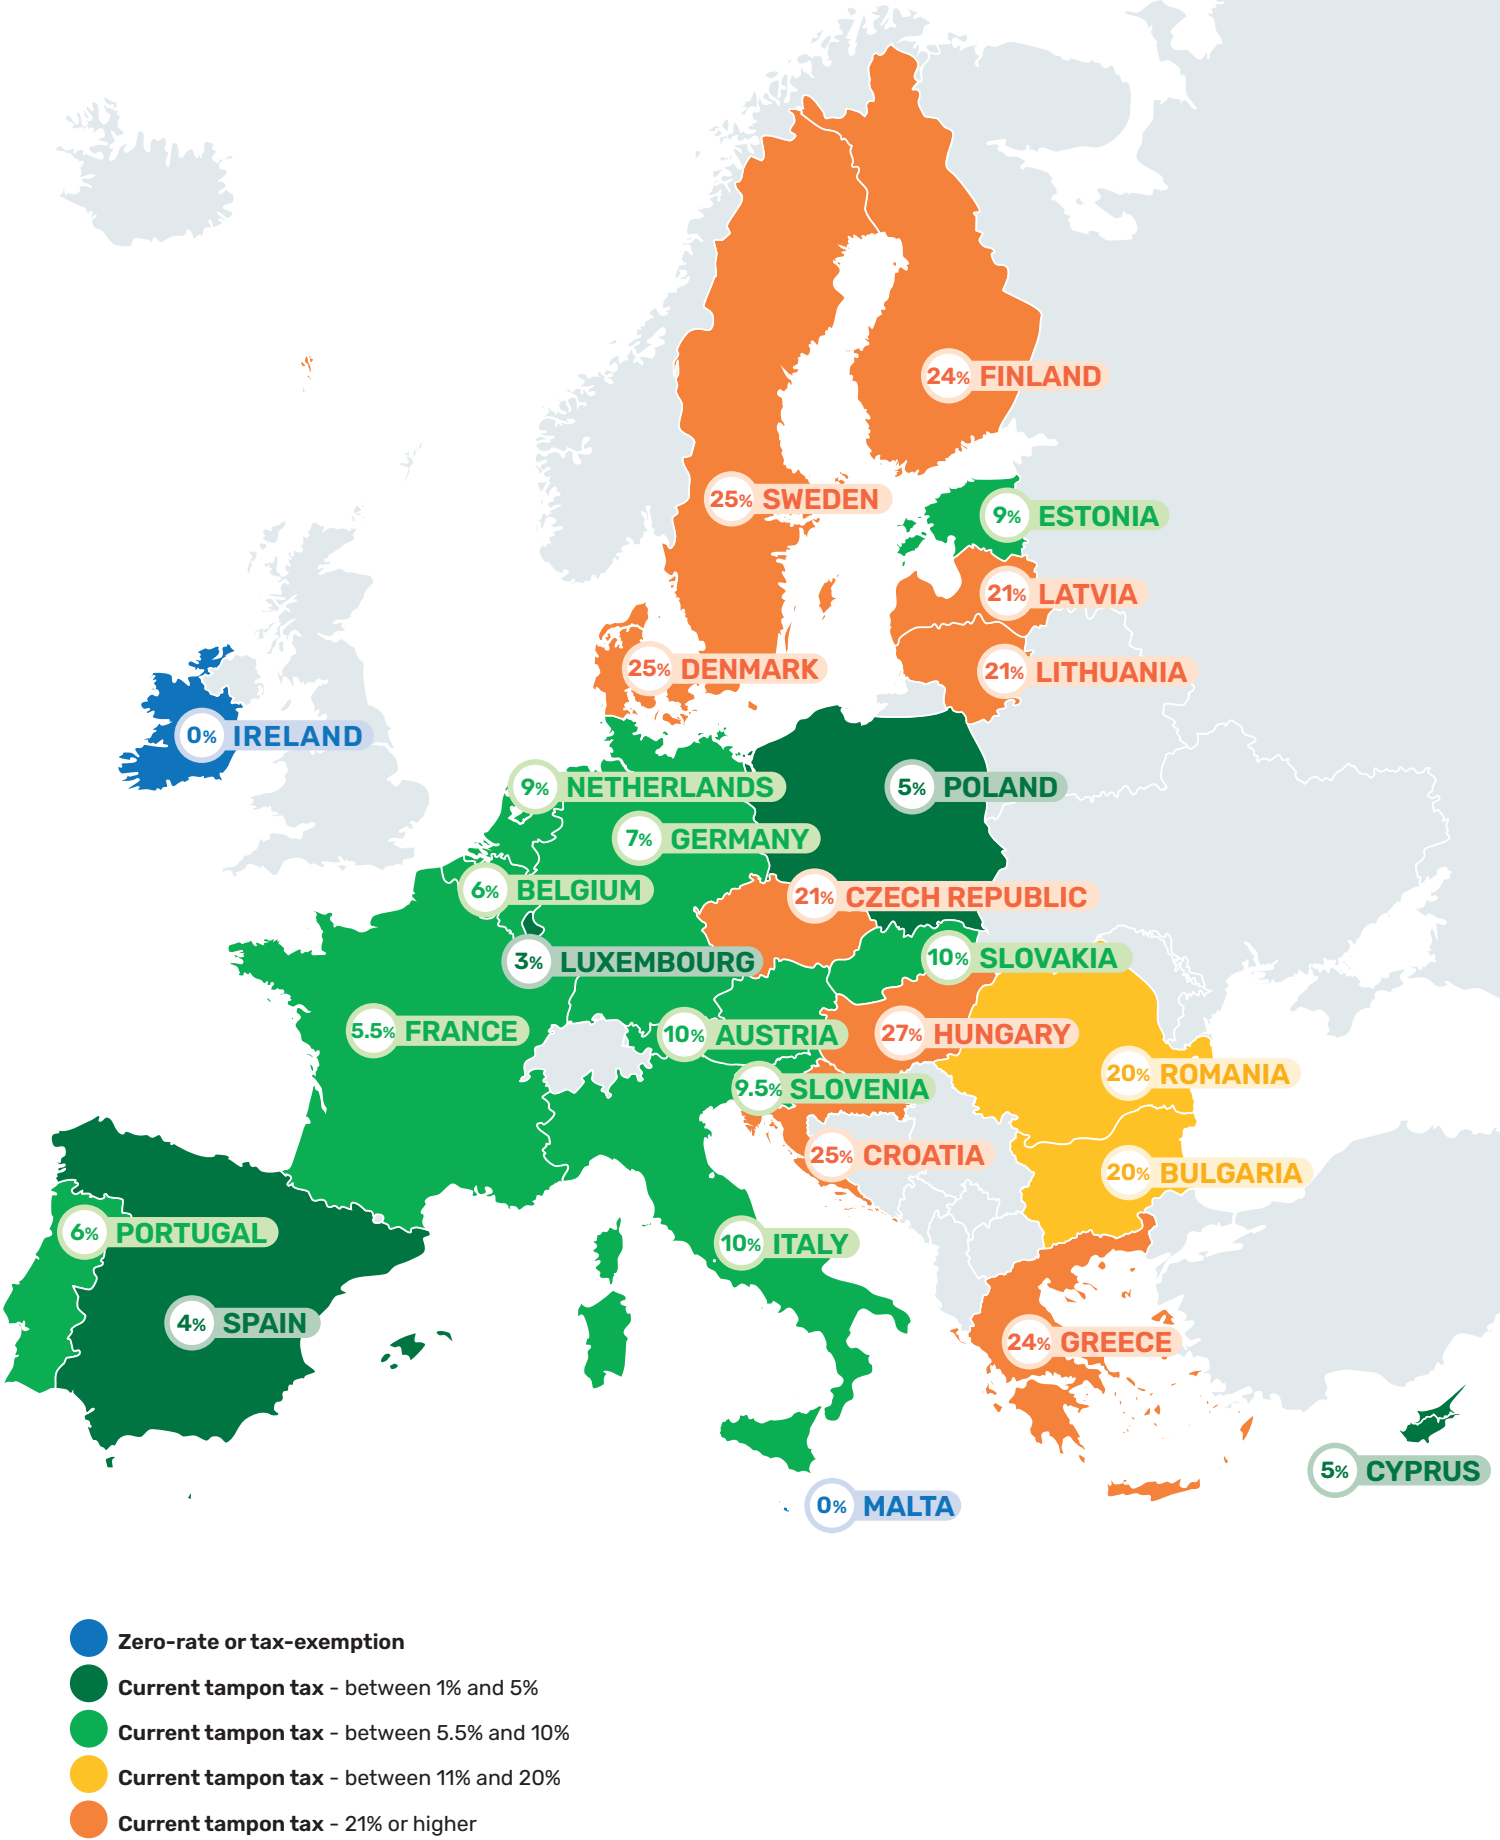 24% FINLAND
25% SWEDEN
9% ESTONIA
21% LATVIA
25% DENMARK
21% LITHUANIA
0% IRELAND
9% NETHERLANDS
5% POLAND
7% GERMANY
6% BELGIUM
21% CZECH REPUBLIC
3% LUXEMBOURG
10% SLOVAKIA
5.5% FRANCE
10% AUSTRIA
27% HUNGARY
20% ROMANIA
9.5% SLOVENIA
25% CROATIA
20% BULGARIA
6% PORTUGAL
10% ITALY
4% SPAIN
24% GREECE
5% CYPRUS
0% MALTA
Zero-rate or tax-exemption
Current tampon tax - between 1% and 5%
Current tampon tax - between 5.5% and 10%
Current tampon tax - between 11% and 20%
Current tampon tax - 21% or higher